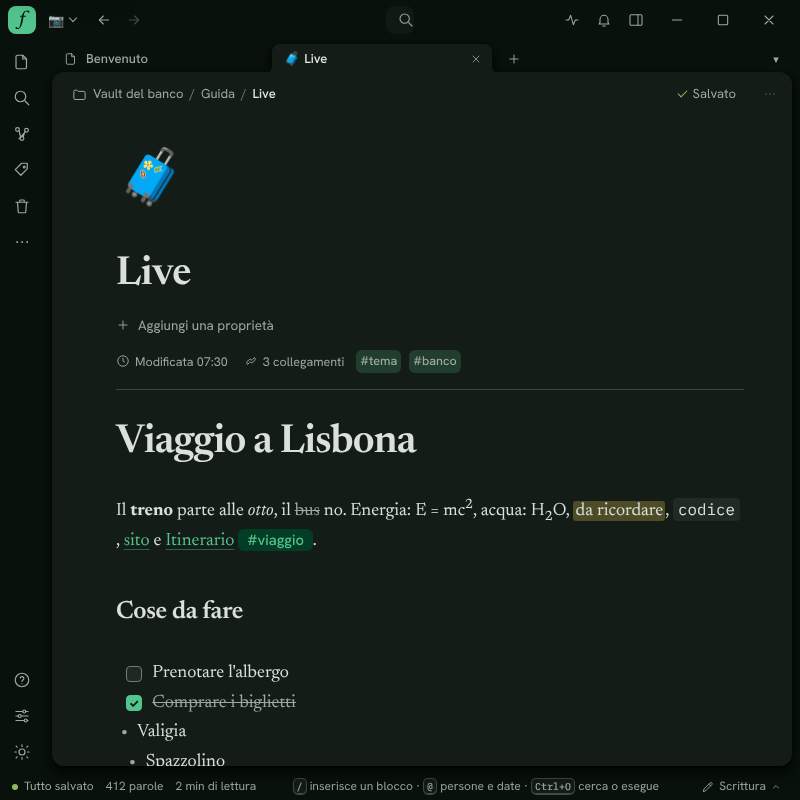 f
Benvenuto
Live
Vault del banco / Guida / Live
Salvato
Live
Aggiungi una proprietà
Modificata 07:30
3 collegamenti
#tema
#banco
Viaggio a Lisbona
Il treno parte alle otto, il bus no. Energia: E = mc², acqua: H₂O, da ricordare, codice
, sito e Itinerario #viaggio.
Cose da fare
Prenotare l'albergo
Comprare i biglietti
• Valigia
• Spazzolino
Tutto salvato
412 parole
2 min di lettura
/ inserisce un blocco · @ persone e date · Ctrl+O cerca o esegue
Scrittura